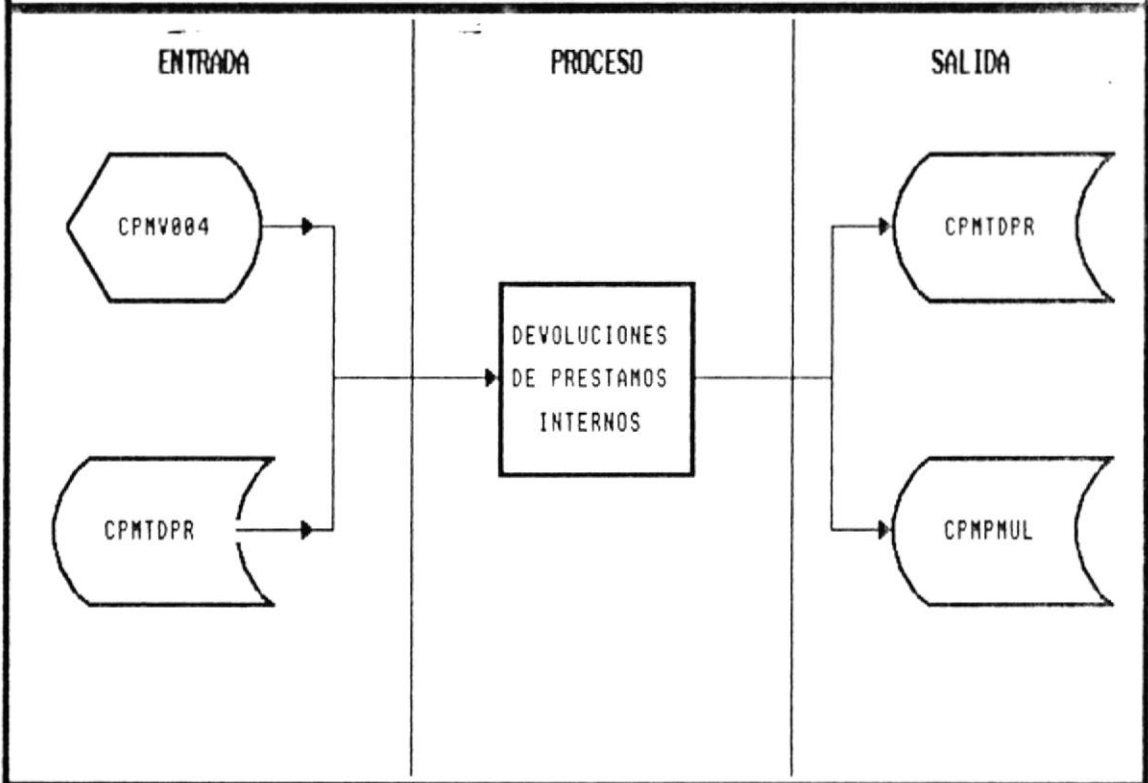 ENTRADA
PROCESO
SALIDA
CPMV004
CPMTDPR
DEVOLUCIONES
DE PRESTAMOS
INTERNOS
CPMTDPR
CPMPMUL